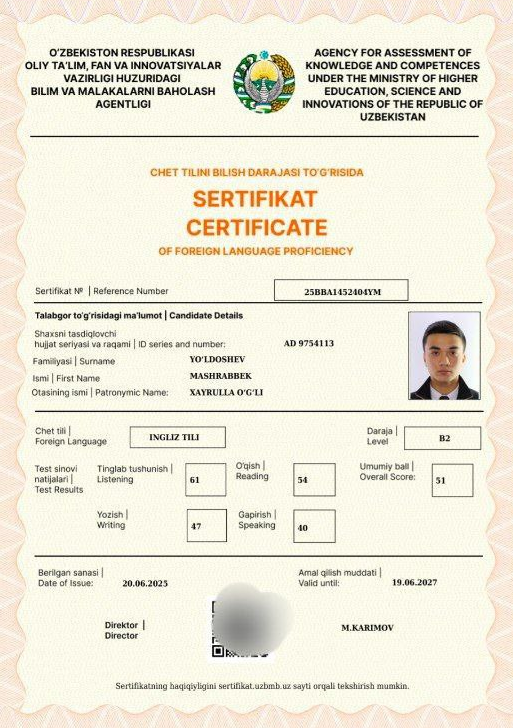 O'ZBEKISTON RESPUBLIKASI
OLIY TA'LIM, FAN VA INNOVATSIYALAR
VAZIRLIGI HUZURIDAGI
BILIM VA MALAKALARNI BAHOLASH
AGENTLIGI
AGENCY FOR ASSESSMENT OF
KNOWLEDGE AND COMPETENCES
UNDER THE MINISTRY OF HIGHER
EDUCATION, SCIENCE AND
INNOVATIONS OF THE REPUBLIC OF
UZBEKISTAN
CHET TILINI BILISH DARAJASI TO'G'RISIDA
SERTIFIKAT
CERTIFICATE
OF FOREIGN LANGUAGE PROFICIENCY
Sertifikat № | Reference Number 25BBA1452404YM
Talabgor to'g'risidagi ma'lumot | Candidate Details
Shaxsni tasdiqlovchi
hujjat seriyasi va raqami | ID series and number: AD 9754113
Familiyasi | Surname YO'LDOSHEV
Ismi | First Name MASHRABBEK
Otasining ismi | Patronymic Name: XAYRULLA O'G'LI
Chet tili |
Foreign Language
INGLIZ TILI
Daraja |
Level
B2
Test sinovi
natijalari |
Test Results
Tinglab tushunish |
Listening
61
O'qish |
Reading
54
Umumiy ball |
Overall Score:
51
Yozish |
Writing
47
Gapirish |
Speaking
40
Berilgan sanasi |
Date of Issue: 20.06.2025
Amal qilish muddati |
Valid until: 19.06.2027
Direktor |
Director
M.KARIMOV
Sertifikatning haqiqiyligini sertifikat.uzbmb.uz sayti orqali tekshirish mumkin.